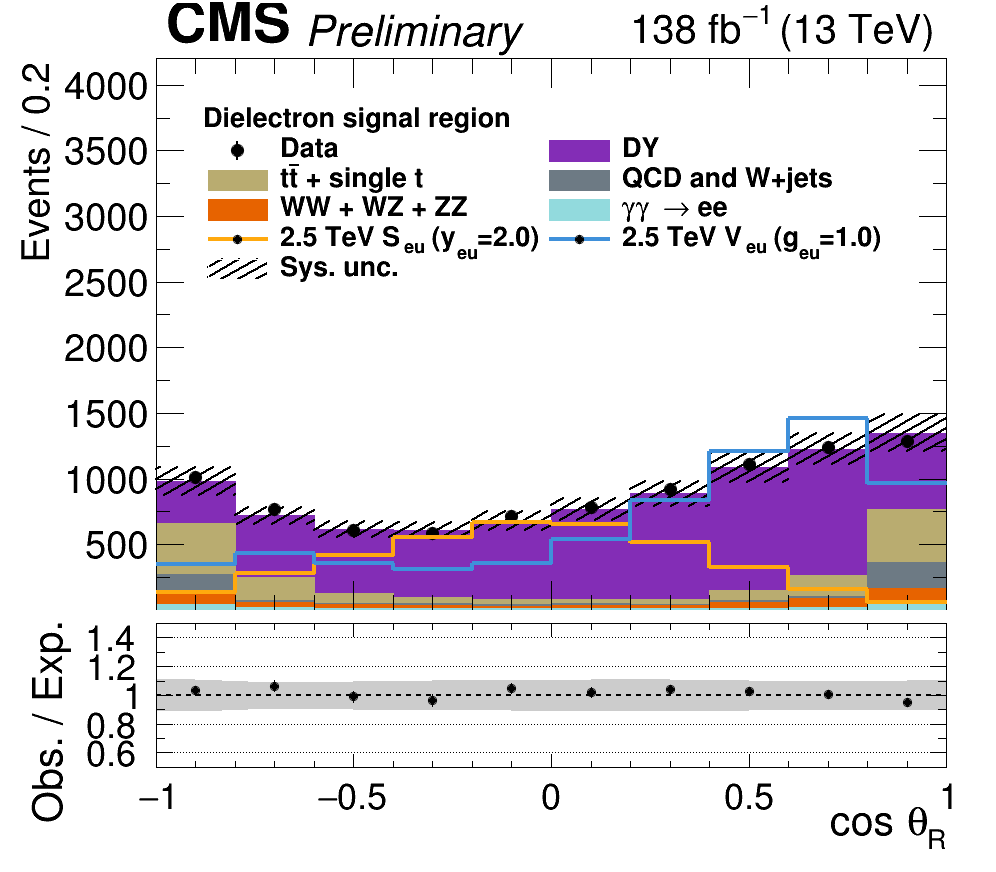 CMS Preliminary 138 fb⁻¹ (13 TeV)
Events / 0.2
4000
3500
3000
2500
2000
1500
1000
500
Dielectron signal region
Data
DY
tt̄ + single t
QCD and W+jets
WW + WZ + ZZ
γγ → ee
2.5 TeV S_eu (y_eu=2.0)
2.5 TeV V_eu (g_eu=1.0)
Sys. unc.
Obs. / Exp.
1.4
1.2
1
0.8
0.6
−1 −0.5 0 0.5 1
cos θ_R